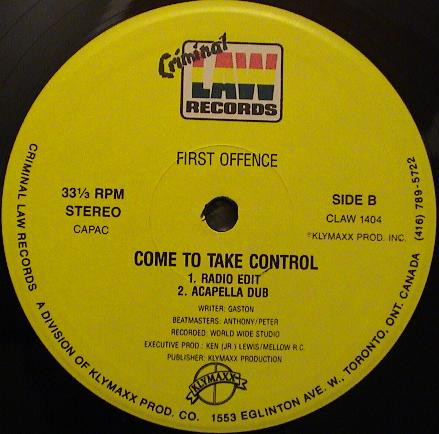 Criminal
LAW
RECORDS
FIRST OFFENCE
33⅓ RPM
STEREO
CAPAC
SIDE B
CLAW 1404
℗KLYMAXX PROD. INC.
COME TO TAKE CONTROL
1. RADIO EDIT
2. ACAPELLA DUB
WRITER: GASTON
BEATMASTERS: ANTHONY/PETER
RECORDED: WORLD WIDE STUDIO
EXECUTIVE PROD.: KEN (JR.) LEWIS/MELLOW R.C.
PUBLISHER: KLYMAXX PRODUCTION
KLYMAXX
CRIMINAL LAW RECORDS A DIVISION OF KLYMAXX PROD. CO. 1553 EGLINTON AVE. W., TORONTO, ONT. CANADA (416) 789-5722